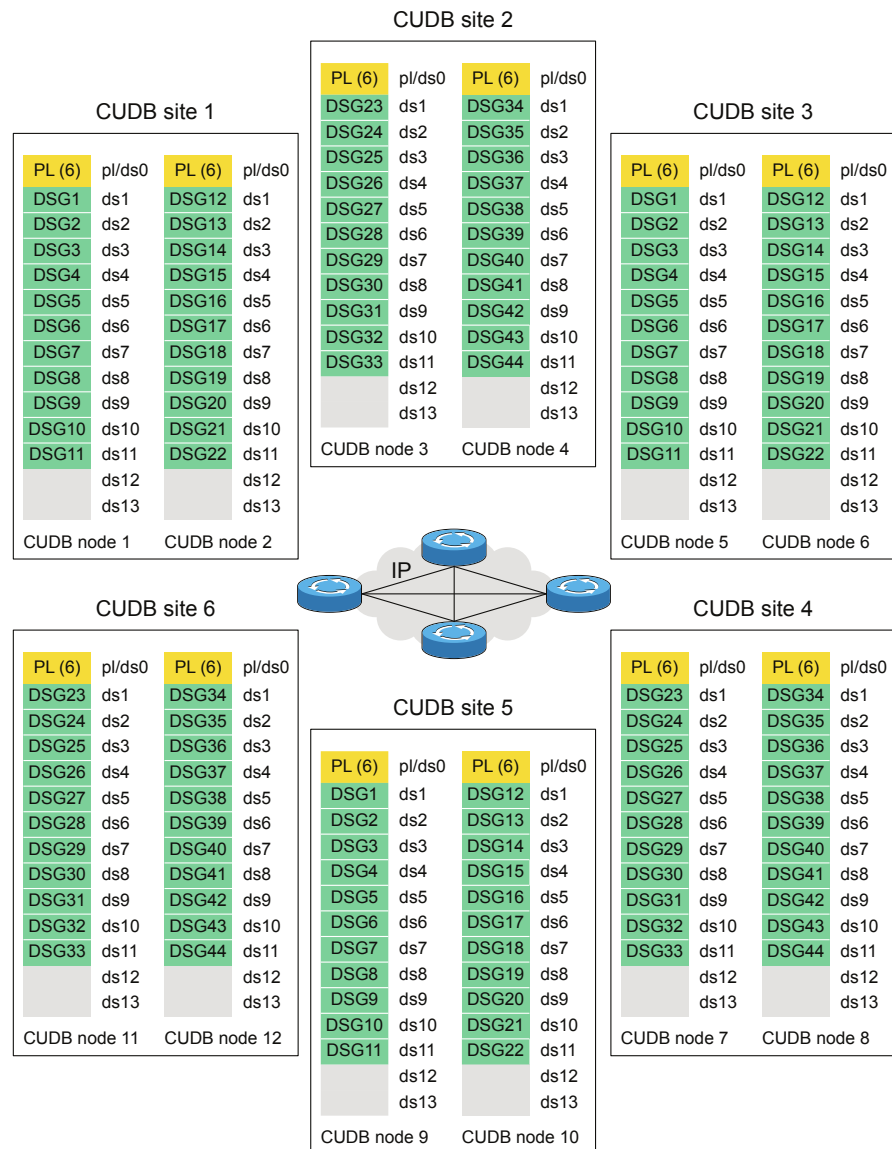 CUDB site 2
PL (6) pl/ds0 PL (6) pl/ds0
DSG23 ds1 DSG34 ds1
DSG24 ds2 DSG35 ds2
DSG25 ds3 DSG36 ds3
DSG26 ds4 DSG37 ds4
DSG27 ds5 DSG38 ds5
DSG28 ds6 DSG39 ds6
DSG29 ds7 DSG40 ds7
DSG30 ds8 DSG41 ds8
DSG31 ds9 DSG42 ds9
DSG32 ds10 DSG43 ds10
DSG33 ds11 DSG44 ds11
ds12 ds12
ds13 ds13
CUDB node 3 CUDB node 4
CUDB site 1
PL (6) pl/ds0 PL (6) pl/ds0
DSG1 ds1 DSG12 ds1
DSG2 ds2 DSG13 ds2
DSG3 ds3 DSG14 ds3
DSG4 ds4 DSG15 ds4
DSG5 ds5 DSG16 ds5
DSG6 ds6 DSG17 ds6
DSG7 ds7 DSG18 ds7
DSG8 ds8 DSG19 ds8
DSG9 ds9 DSG20 ds9
DSG10 ds10 DSG21 ds10
DSG11 ds11 DSG22 ds11
ds12 ds12
ds13 ds13
CUDB node 1 CUDB node 2
CUDB site 3
PL (6) pl/ds0 PL (6) pl/ds0
DSG1 ds1 DSG12 ds1
DSG2 ds2 DSG13 ds2
DSG3 ds3 DSG14 ds3
DSG4 ds4 DSG15 ds4
DSG5 ds5 DSG16 ds5
DSG6 ds6 DSG17 ds6
DSG7 ds7 DSG18 ds7
DSG8 ds8 DSG19 ds8
DSG9 ds9 DSG20 ds9
DSG10 ds10 DSG21 ds10
DSG11 ds11 DSG22 ds11
ds12 ds12
ds13 ds13
CUDB node 5 CUDB node 6
IP
CUDB site 6
PL (6) pl/ds0 PL (6) pl/ds0
DSG23 ds1 DSG34 ds1
DSG24 ds2 DSG35 ds2
DSG25 ds3 DSG36 ds3
DSG26 ds4 DSG37 ds4
DSG27 ds5 DSG38 ds5
DSG28 ds6 DSG39 ds6
DSG29 ds7 DSG40 ds7
DSG30 ds8 DSG41 ds8
DSG31 ds9 DSG42 ds9
DSG32 ds10 DSG43 ds10
DSG33 ds11 DSG44 ds11
ds12 ds12
ds13 ds13
CUDB node 11 CUDB node 12
CUDB site 5
PL (6) pl/ds0 PL (6) pl/ds0
DSG1 ds1 DSG12 ds1
DSG2 ds2 DSG13 ds2
DSG3 ds3 DSG14 ds3
DSG4 ds4 DSG15 ds4
DSG5 ds5 DSG16 ds5
DSG6 ds6 DSG17 ds6
DSG7 ds7 DSG18 ds7
DSG8 ds8 DSG19 ds8
DSG9 ds9 DSG20 ds9
DSG10 ds10 DSG21 ds10
DSG11 ds11 DSG22 ds11
ds12 ds12
ds13 ds13
CUDB node 9 CUDB node 10
CUDB site 4
PL (6) pl/ds0 PL (6) pl/ds0
DSG23 ds1 DSG34 ds1
DSG24 ds2 DSG35 ds2
DSG25 ds3 DSG36 ds3
DSG26 ds4 DSG37 ds4
DSG27 ds5 DSG38 ds5
DSG28 ds6 DSG39 ds6
DSG29 ds7 DSG40 ds7
DSG30 ds8 DSG41 ds8
DSG31 ds9 DSG42 ds9
DSG32 ds10 DSG43 ds10
DSG33 ds11 DSG44 ds11
ds12 ds12
ds13 ds13
CUDB node 7 CUDB node 8